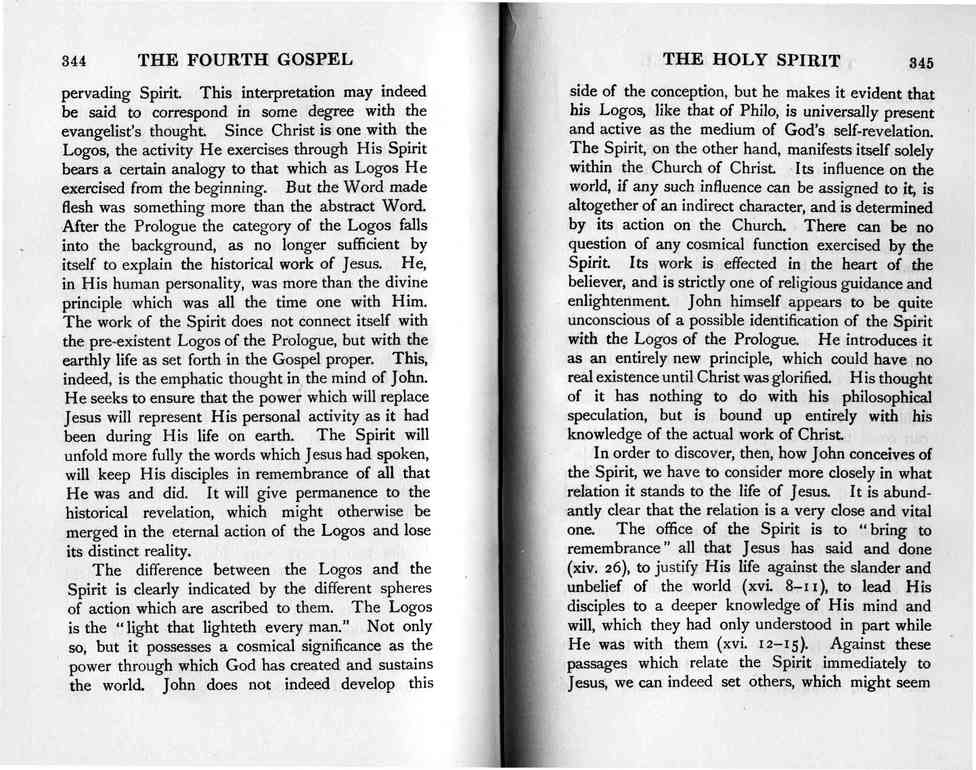 344 THE FOURTH GOSPEL
pervading Spirit. This interpretation may indeed
be said to correspond in some degree with the
evangelist's thought. Since Christ is one with the
Logos, the activity He exercises through His Spirit
bears a certain analogy to that which as Logos He
exercised from the beginning. But the Word made
flesh was something more than the abstract Word.
After the Prologue the category of the Logos falls
into the background, as no longer sufficient by
itself to explain the historical work of Jesus. He,
in His human personality, was more than the divine
principle which was all the time one with Him.
The work of the Spirit does not connect itself with
the pre-existent Logos of the Prologue, but with the
earthly life as set forth in the Gospel proper. This,
indeed, is the emphatic thought in the mind of John.
He seeks to ensure that the power which will replace
Jesus will represent His personal activity as it had
been during His life on earth. The Spirit will
unfold more fully the words which Jesus had spoken,
will keep His disciples in remembrance of all that
He was and did. It will give permanence to the
historical revelation, which might otherwise be
merged in the eternal action of the Logos and lose
its distinct reality.
The difference between the Logos and the
Spirit is clearly indicated by the different spheres
of action which are ascribed to them. The Logos
is the "light that lighteth every man." Not only
so, but it possesses a cosmical significance as the
power through which God has created and sustains
the world. John does not indeed develop this
THE HOLY SPIRIT 345
side of the conception, but he makes it evident that
his Logos, like that of Philo, is universally present
and active as the medium of God's self-revelation.
The Spirit, on the other hand, manifests itself solely
within the Church of Christ. Its influence on the
world, if any such influence can be assigned to it, is
altogether of an indirect character, and is determined
by its action on the Church. There can be no
question of any cosmical function exercised by the
Spirit. Its work is effected in the heart of the
believer, and is strictly one of religious guidance and
enlightenment. John himself appears to be quite
unconscious of a possible identification of the Spirit
with the Logos of the Prologue. He introduces it
as an entirely new principle, which could have no
real existence until Christ was glorified. His thought
of it has nothing to do with his philosophical
speculation, but is bound up entirely with his
knowledge of the actual work of Christ.
In order to discover, then, how John conceives of
the Spirit, we have to consider more closely in what
relation it stands to the life of Jesus. It is abund-
antly clear that the relation is a very close and vital
one. The office of the Spirit is to "bring to
remembrance" all that Jesus has said and done
(xiv. 26), to justify His life against the slander and
unbelief of the world (xvi. 8–11), to lead His
disciples to a deeper knowledge of His mind and
will, which they had only understood in part while
He was with them (xvi. 12–15). Against these
passages which relate the Spirit immediately to
Jesus, we can indeed set others, which might seem